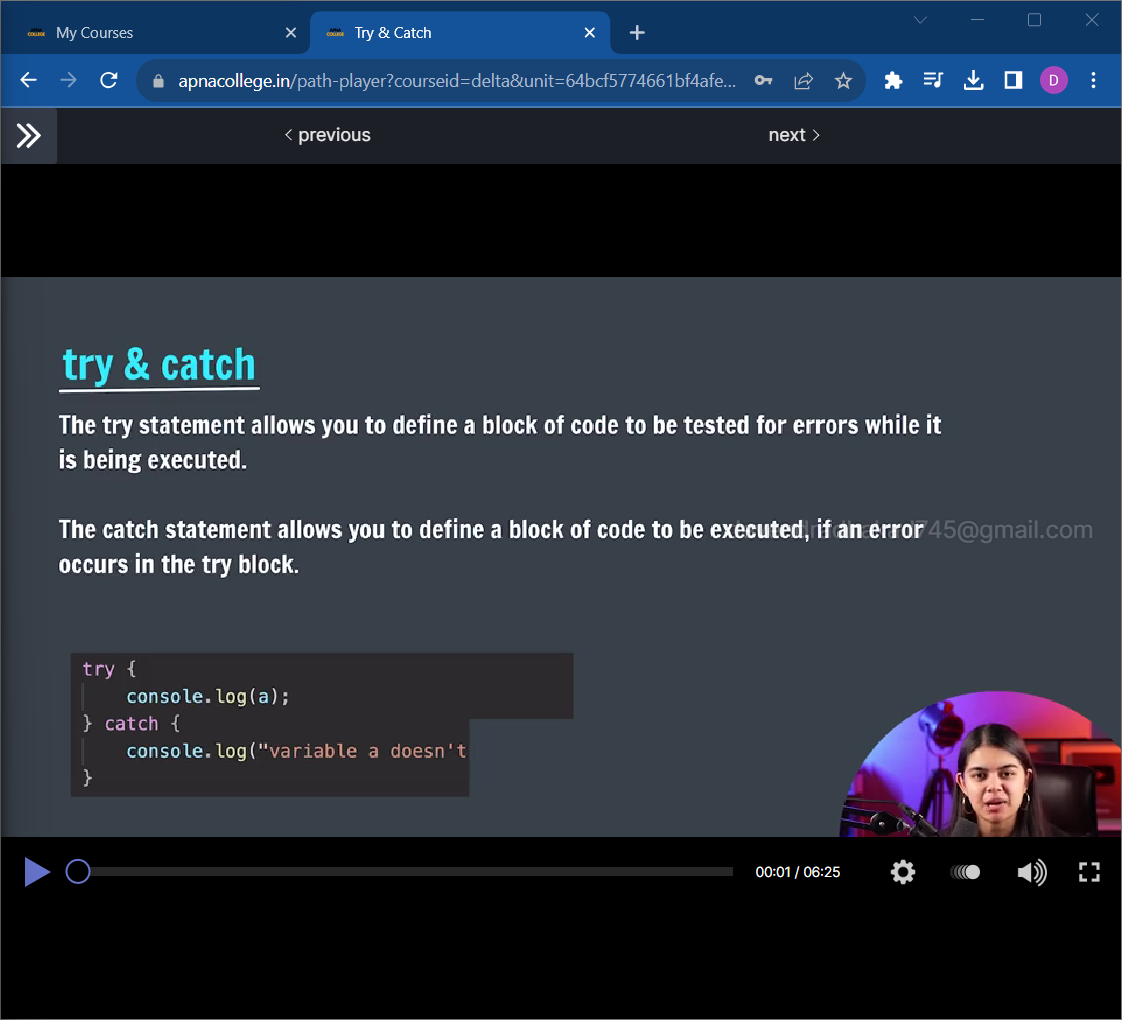 COLLEGE
My Courses
COLLEGE
Try & Catch
apnacollege.in/path-player?courseid=delta&unit=64bcf5774661bf4afe...
D
previous
next
try & catch
The try statement allows you to define a block of code to be tested for errors while it
is being executed.
The catch statement allows you to define a block of code to be executed, if an error
745@gmail.com
occurs in the try block.
try {
console.log(a);
} catch {
console.log("variable a doesn't
}
00:01 / 06:25